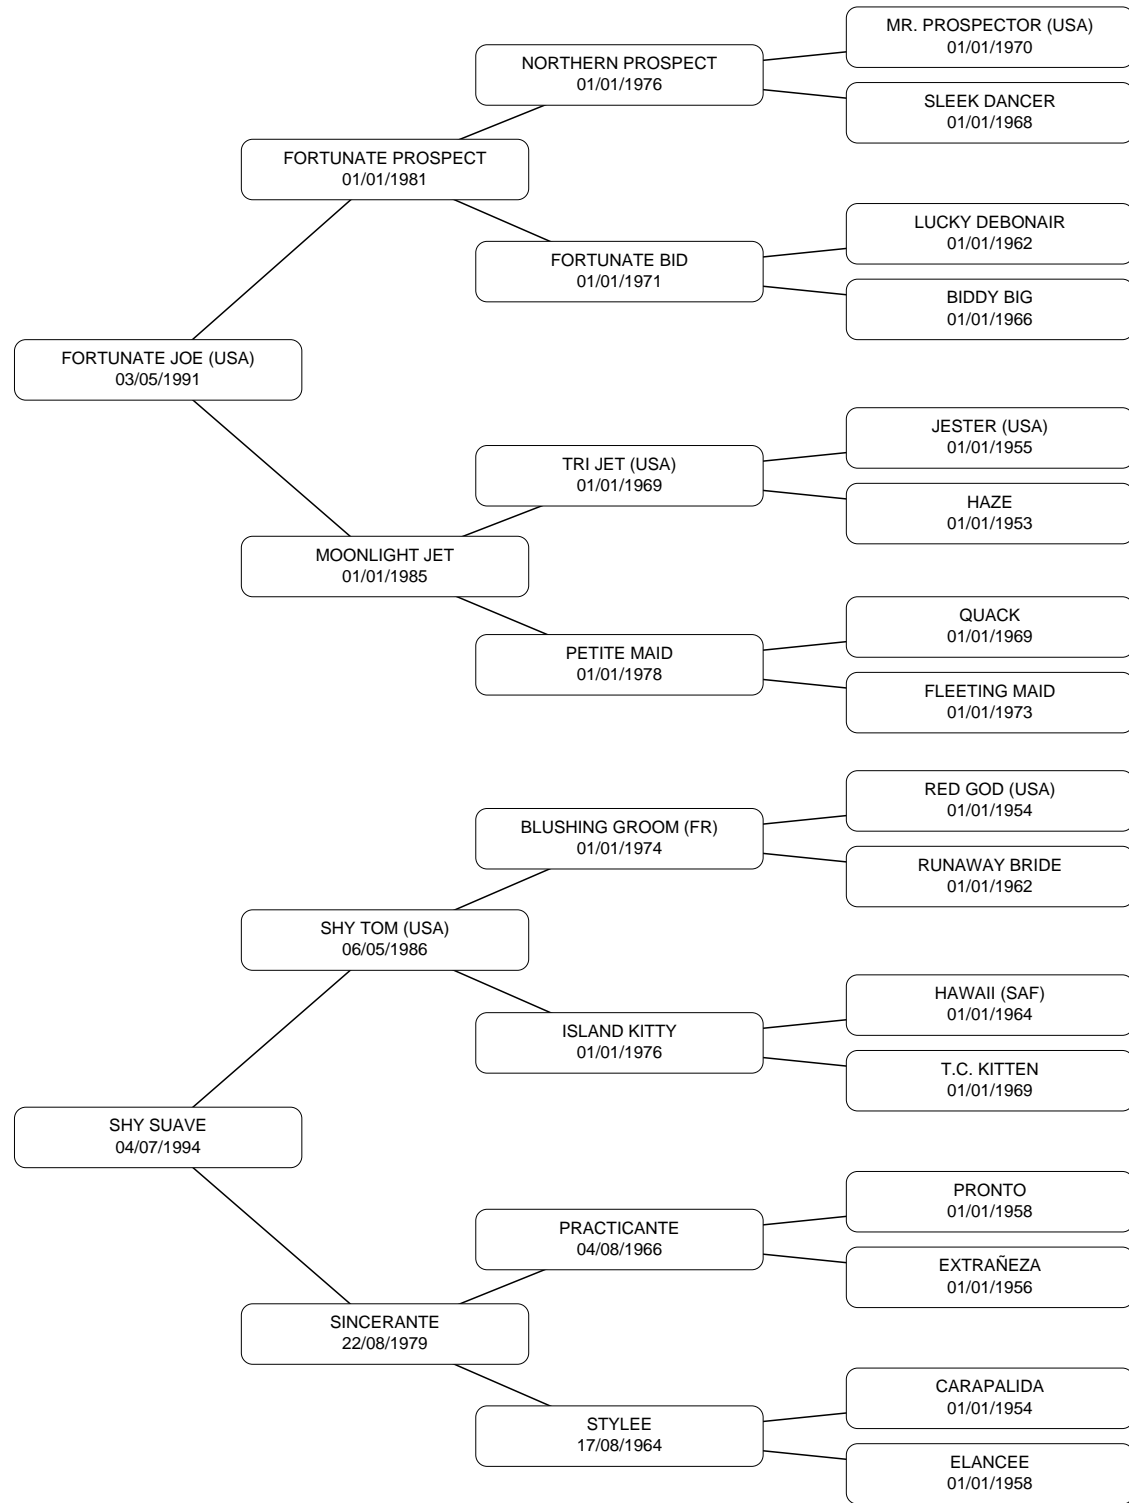 MR. PROSPECTOR (USA)
01/01/1970
NORTHERN PROSPECT
01/01/1976
SLEEK DANCER
01/01/1968
FORTUNATE PROSPECT
01/01/1981
LUCKY DEBONAIR
01/01/1962
FORTUNATE BID
01/01/1971
BIDDY BIG
01/01/1966
FORTUNATE JOE (USA)
03/05/1991
JESTER (USA)
01/01/1955
TRI JET (USA)
01/01/1969
HAZE
01/01/1953
MOONLIGHT JET
01/01/1985
QUACK
01/01/1969
PETITE MAID
01/01/1978
FLEETING MAID
01/01/1973
RED GOD (USA)
01/01/1954
BLUSHING GROOM (FR)
01/01/1974
RUNAWAY BRIDE
01/01/1962
SHY TOM (USA)
06/05/1986
HAWAII (SAF)
01/01/1964
ISLAND KITTY
01/01/1976
T.C. KITTEN
01/01/1969
SHY SUAVE
04/07/1994
PRONTO
01/01/1958
PRACTICANTE
04/08/1966
EXTRAÑEZA
01/01/1956
SINCERANTE
22/08/1979
CARAPALIDA
01/01/1954
STYLEE
17/08/1964
ELANCEE
01/01/1958